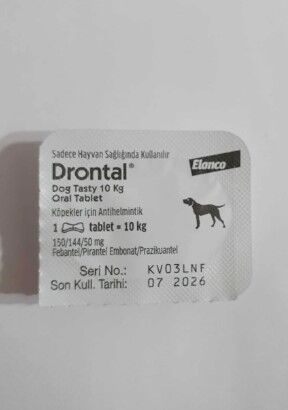 Sadece Hayvan Sağlığında Kullanılır
Elanco
Drontal®
Dog Tasty 10 Kg
Oral Tablet
Köpekler için Antihelmintik
1 tablet = 10 kg
150/144/50 mg
Febantel/Pirantel Embonat/Prazikuantel
Seri No.: KV03LNF
Son Kull. Tarihi: 07 2026